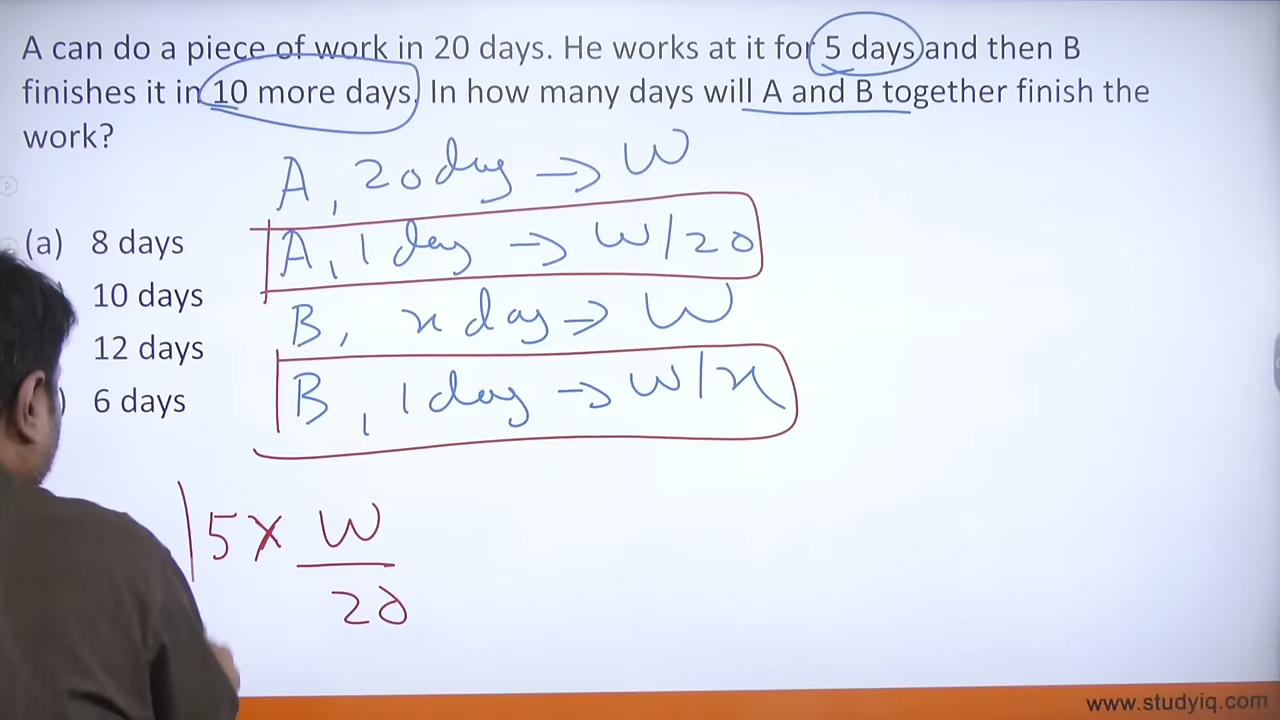 A can do a piece of work in 20 days. He works at it for 5 days and then B
finishes it in 10 more days. In how many days will A and B together finish the
work?
A, 20 day → W
(a) 8 days
A, 1 day → W/20
10 days
B, x day → W
12 days
B, 1 day → W/x
) 6 days
5 × W
20
www.studyiq.com